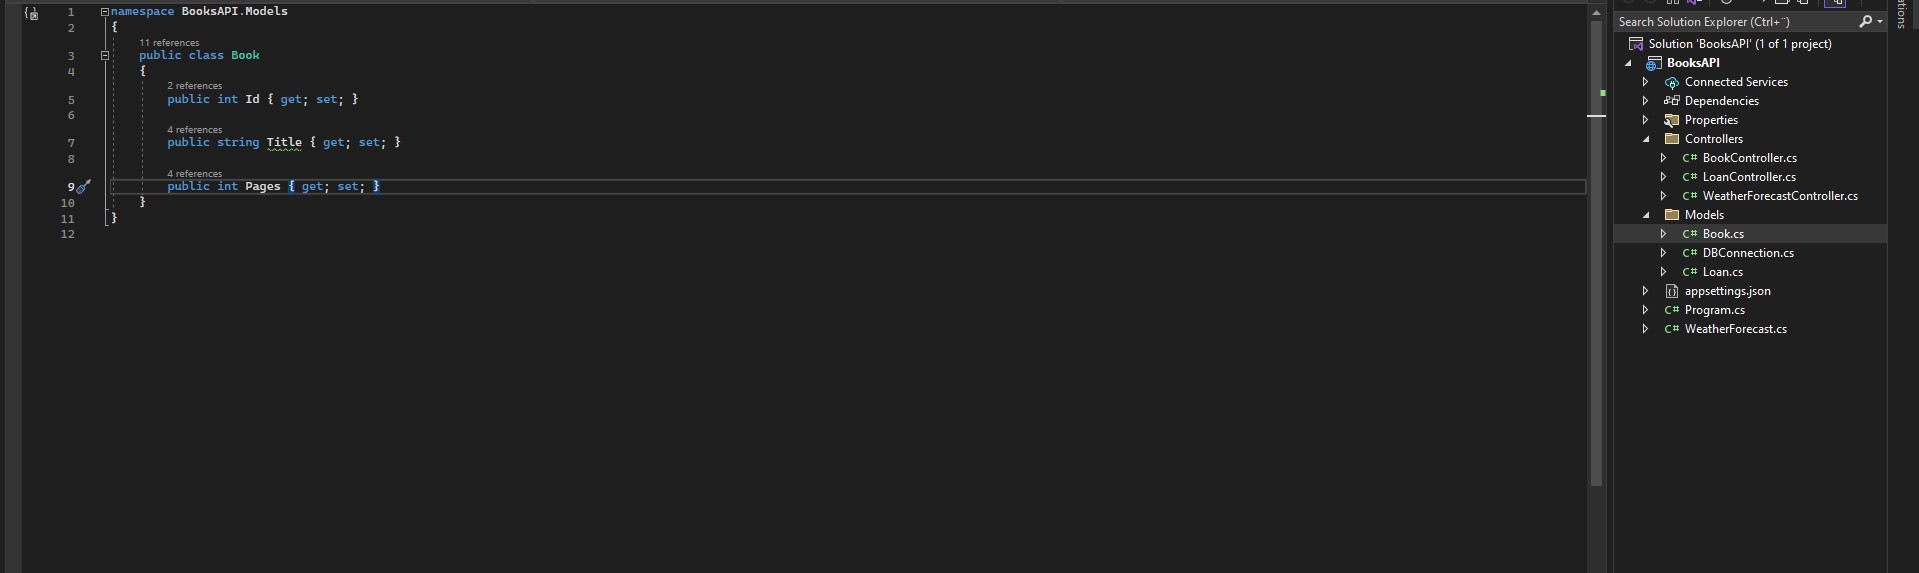 1 namespace BooksAPI.Models
2 {
11 references
3 public class Book
4 {
2 references
5 public int Id { get; set; }
6
4 references
7 public string Title { get; set; }
8
4 references
9 public int Pages { get; set; }
10 }
11 }
12
Search Solution Explorer (Ctrl+¨)
Solution 'BooksAPI' (1 of 1 project)
BooksAPI
Connected Services
Dependencies
Properties
Controllers
C# BookController.cs
C# LoanController.cs
C# WeatherForecastController.cs
Models
C# Book.cs
C# DBConnection.cs
C# Loan.cs
appsettings.json
C# Program.cs
C# WeatherForecast.cs